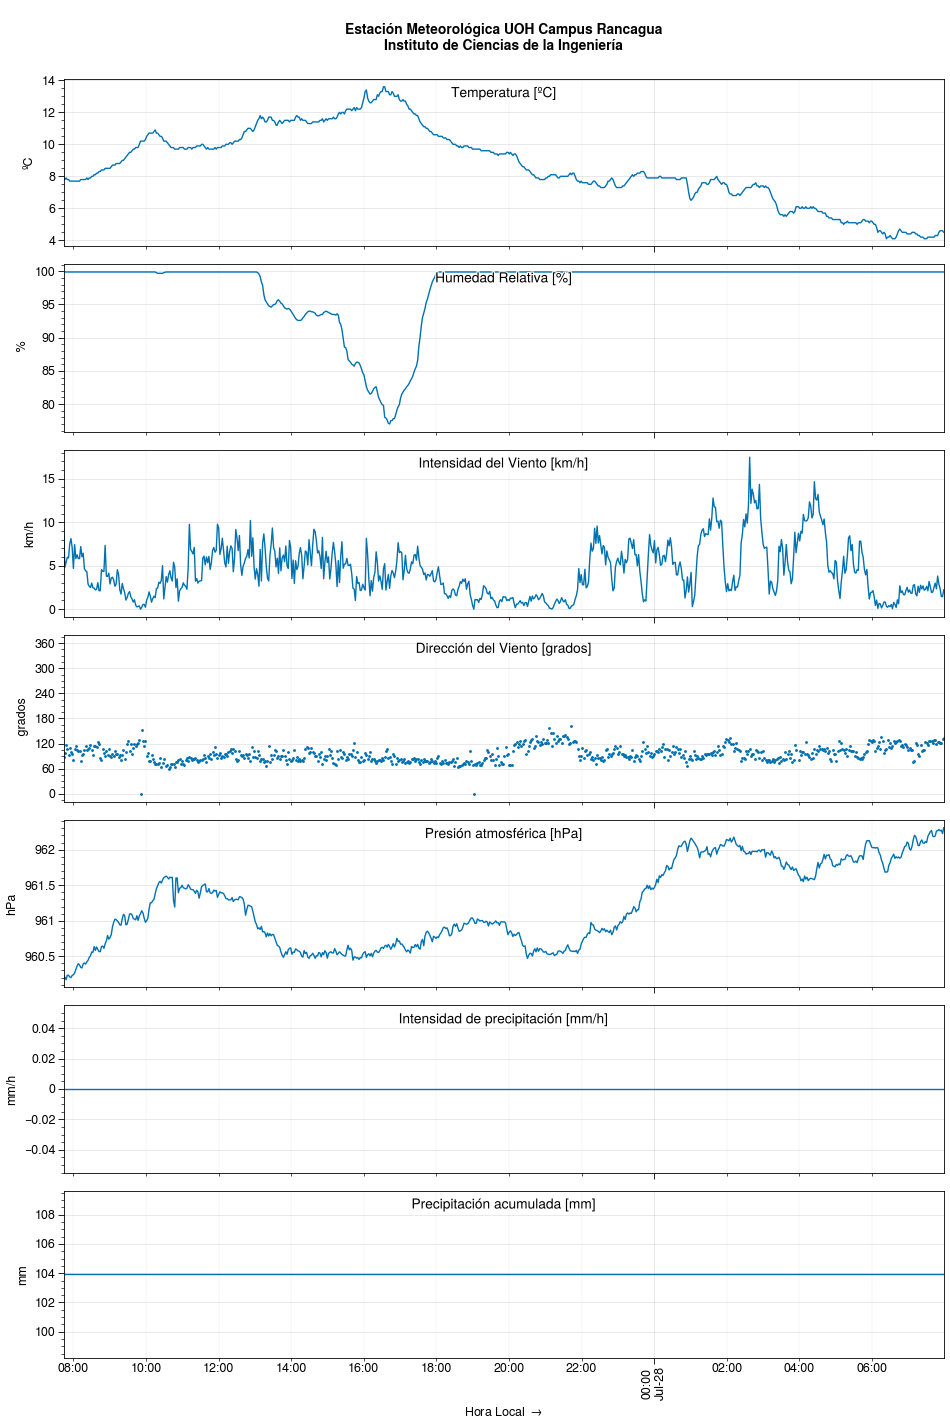 Estación Meteorológica UOH Campus Rancagua
Instituto de Ciencias de la Ingeniería
Temperatura [ºC]
ºC
14
12
10
8
6
4
Humedad Relativa [%]
%
100
95
90
85
80
Intensidad del Viento [km/h]
km/h
15
10
5
0
Dirección del Viento [grados]
grados
360
300
240
180
120
60
0
Presión atmosférica [hPa]
hPa
962
961.5
961
960.5
Intensidad de precipitación [mm/h]
mm/h
0.04
0.02
0
−0.02
−0.04
Precipitación acumulada [mm]
mm
108
106
104
102
100
08:00 10:00 12:00 14:00 16:00 18:00 20:00 22:00 00:00 02:00 04:00 06:00
Jul-28
Hora Local →